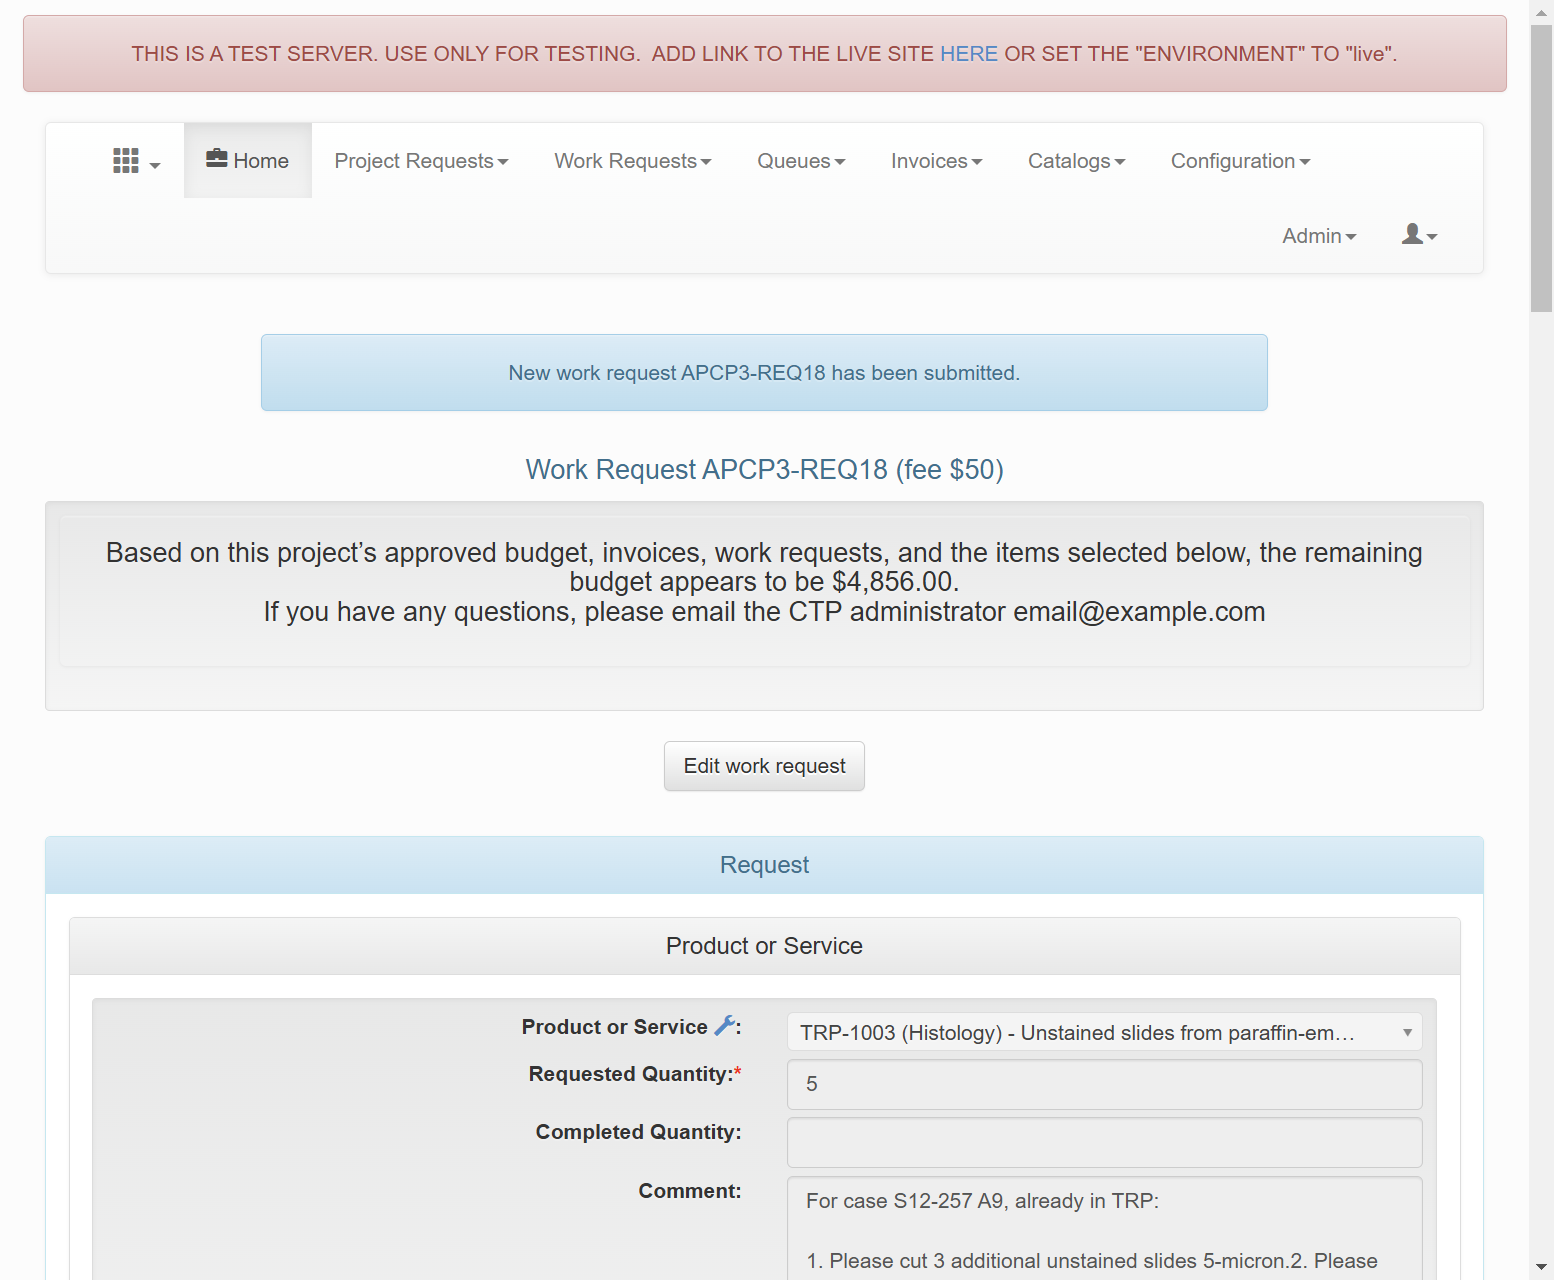 THIS IS A TEST SERVER. USE ONLY FOR TESTING.  ADD LINK TO THE LIVE SITE HERE OR SET THE "ENVIRONMENT" TO "live".
Home
Project Requests
Work Requests
Queues
Invoices
Catalogs
Configuration
Admin
New work request APCP3-REQ18 has been submitted.
Work Request APCP3-REQ18 (fee $50)
Based on this project’s approved budget, invoices, work requests, and the items selected below, the remaining
budget appears to be $4,856.00.
If you have any questions, please email the CTP administrator email@example.com
Edit work request
Request
Product or Service
Product or Service :
TRP-1003 (Histology) - Unstained slides from paraffin-em…
Requested Quantity:*
5
Completed Quantity:
Comment:
For case S12-257 A9, already in TRP:
1. Please cut 3 additional unstained slides 5-micron.2. Please